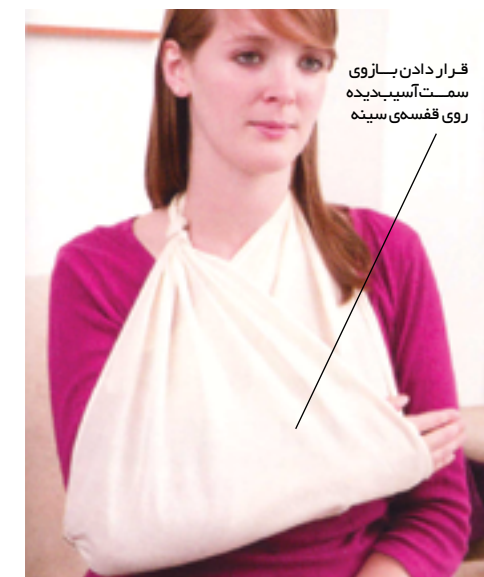 قرار دادن بازوی
سمت آسیب‌دیده
روی قفسه‌ی سینه